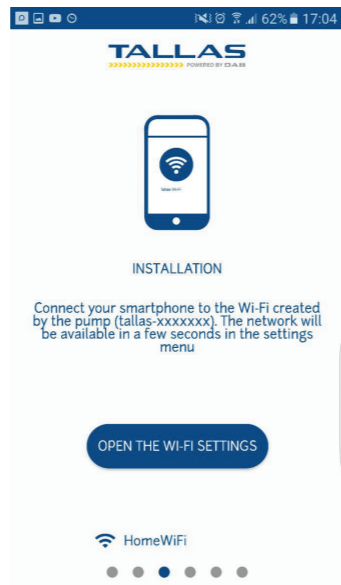 62% 17:04
TALLAS
POWERED BY DAB
INSTALLATION
Connect your smartphone to the Wi-Fi created
by the pump (tallas-xxxxxxx). The network will
be available in a few seconds in the settings
menu
OPEN THE WI-FI SETTINGS
HomeWiFi